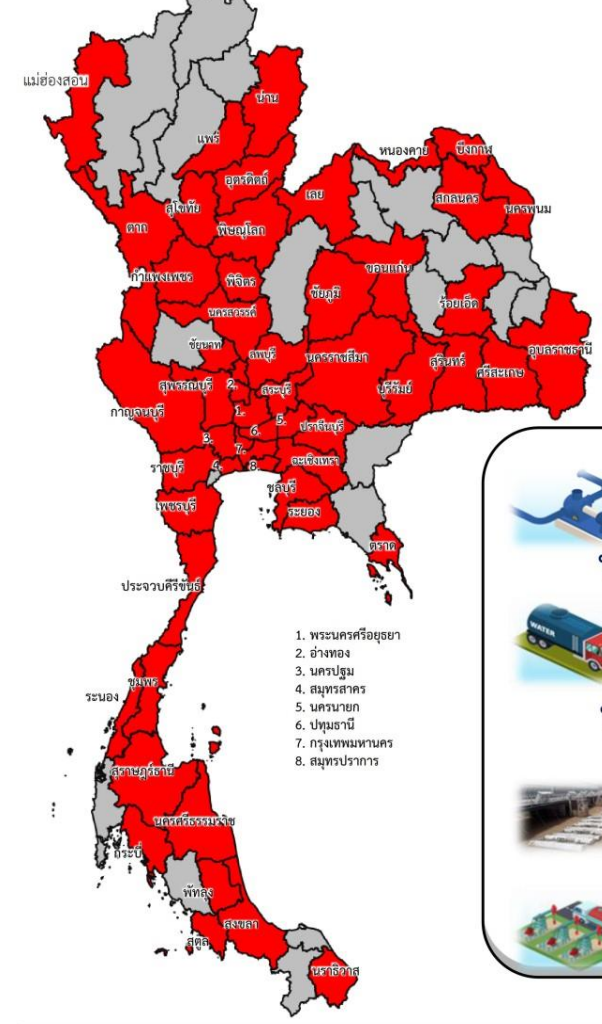 แม่ฮ่องสอน
น่าน
แพร่
หนองคาย
บึงกาฬ
อุตรดิตถ์
เลย
สกลนคร
นครพนม
สุโขทัย
ตาก
พิษณุโลก
ขอนแก่น
กำแพงเพชร
พิจิตร
ชัยภูมิ
ร้อยเอ็ด
นครสวรรค์
ชัยนาท
ลพบุรี
นครราชสีมา
สุรินทร์
ศรีสะเกษ
อุบลราชธานี
สุพรรณบุรี
2.
สระบุรี
บุรีรัมย์
กาญจนบุรี
1.
5.
ปราจีนบุรี
3.
6.
7.
ราชบุรี
4.
8.
ฉะเชิงเทรา
ชลบุรี
เพชรบุรี
ระยอง
ตราด
ประจวบคีรีขันธ์
1. พระนครศรีอยุธยา
2. อ่างทอง
3. นครปฐม
4. สมุทรสาคร
5. นครนายก
6. ปทุมธานี
7. กรุงเทพมหานคร
8. สมุทรปราการ
ชุมพร
ระนอง
สุราษฎร์ธานี
นครศรีธรรมราช
กระบี่
พัทลุง
สงขลา
สตูล
นราธิวาส
WATER